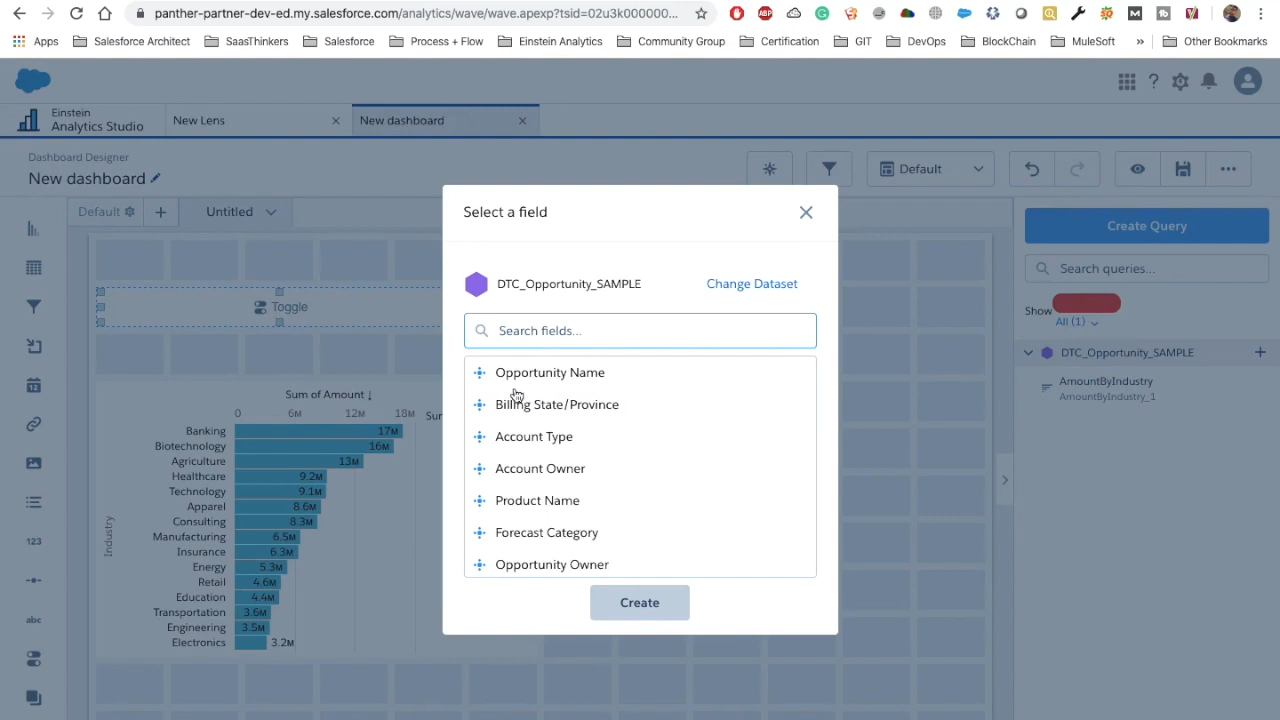 panther-partner-dev-ed.my.salesforce.com/analytics/wave/wave.apexp?tsid=02u3k000000...
Apps
Salesforce Architect
SaasThinkers
Salesforce
Process + Flow
Einstein Analytics
Community Group
Certification
GIT
DevOps
BlockChain
MuleSoft
»
Other Bookmarks
Einstein
Analytics Studio
New Lens
New dashboard
Dashboard Designer
New dashboard
Default
Default
+
Untitled
Create Query
Search queries...
Show
All (1)
DTC_Opportunity_SAMPLE
AmountByIndustry
AmountByIndustry_1
Toggle
Select a field
DTC_Opportunity_SAMPLE
Change Dataset
Search fields...
Opportunity Name
Billing State/Province
Account Type
Account Owner
Product Name
Forecast Category
Opportunity Owner
Create
Sum of Amount ↓
0 6M 12M 18M
Sur
Industry
Banking 17M
Biotechnology 16M
Agriculture 13M
Healthcare 9.2M
Technology 9.1M
Apparel 8.6M
Consulting 8.3M
Manufacturing 6.5M
Insurance 6.3M
Energy 5.3M
Retail 4.6M
Education 4.4M
Transportation 3.6M
Engineering 3.5M
Electronics 3.2M
123
abc